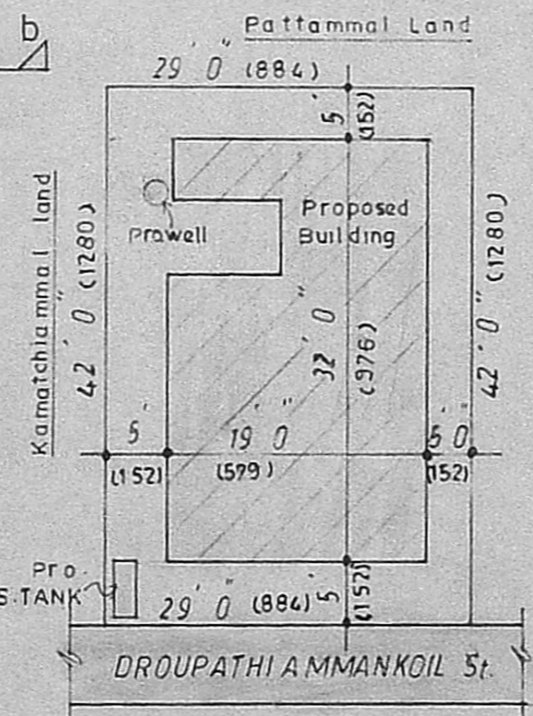 b
Pattammal Land
29' 0" (884)
5' (152)
Kamatchiammal land
42' 0" (1280)
Prowell
Proposed
Building
32' 0" (976)
42' 0" (1280)
5' 19' 0" 5' 0"
(152) (579) (152)
Pro.
S.TANK
29' 0" (884)
5' (152)
DROUPATHI AMMANKOIL St.